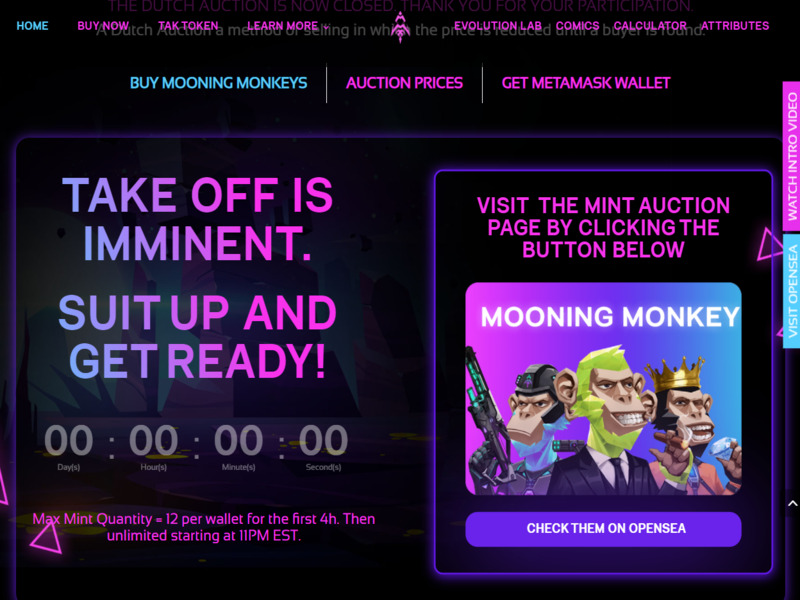 THE DUTCH AUCTION IS NOW CLOSED, THANK YOU FOR YOUR PARTICIPATION.
HOME BUY NOW TAK TOKEN LEARN MORE EVOLUTION LAB COMICS CALCULATOR ATTRIBUTES
A Dutch Auction a method of selling in which the price is reduced until a buyer is found.
BUY MOONING MONKEYS AUCTION PRICES GET METAMASK WALLET
WATCH INTRO VIDEO
VISIT OPENSEA
TAKE OFF IS
IMMINENT.
SUIT UP AND
GET READY!
00 : 00 : 00 : 00
Day(s) Hour(s) Minute(s) Second(s)
Max Mint Quantity = 12 per wallet for the first 4h. Then
unlimited starting at 11PM EST.
VISIT THE MINT AUCTION
PAGE BY CLICKING THE
BUTTON BELOW
MOONING MONKEY
CHECK THEM ON OPENSEA